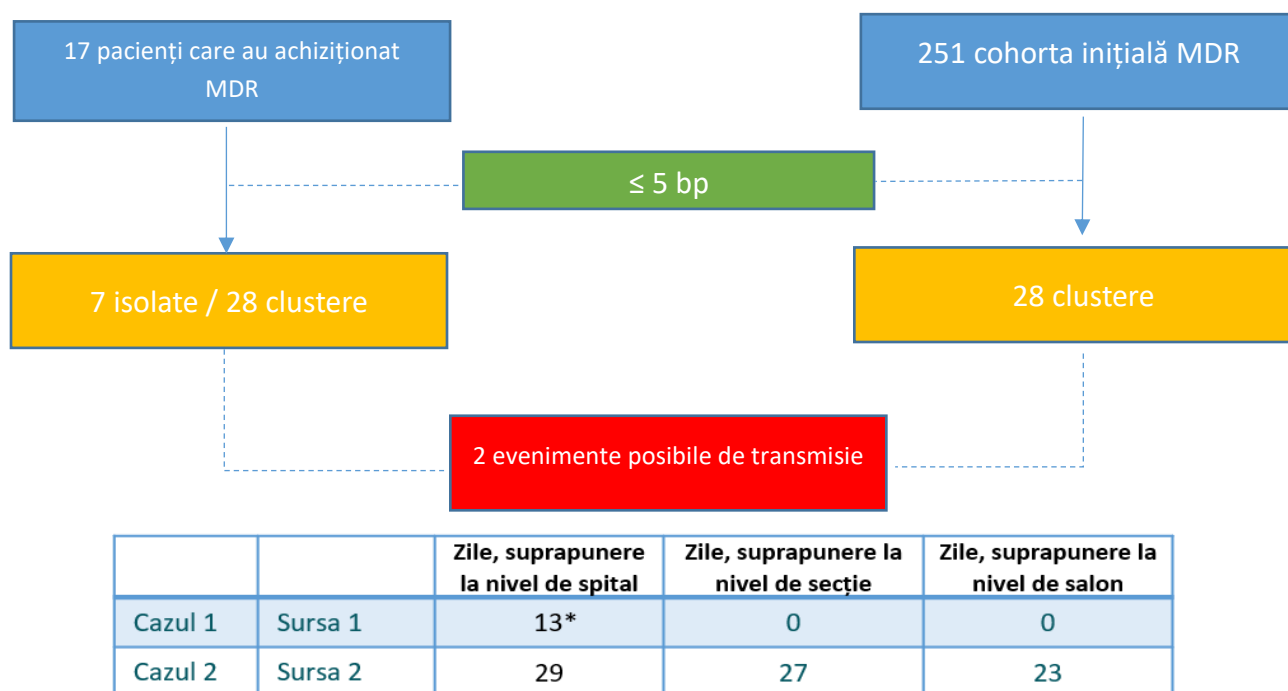 17 pacienți care au achiziționat
MDR
251 cohorta inițială MDR
≤ 5 bp
7 isolate / 28 clustere
28 clustere
2 evenimente posibile de transmisie
Zile, suprapunere la nivel de spital
Zile, suprapunere la nivel de secție
Zile, suprapunere la nivel de salon
Cazul 1 Sursa 1 13* 0 0
Cazul 2 Sursa 2 29 27 23